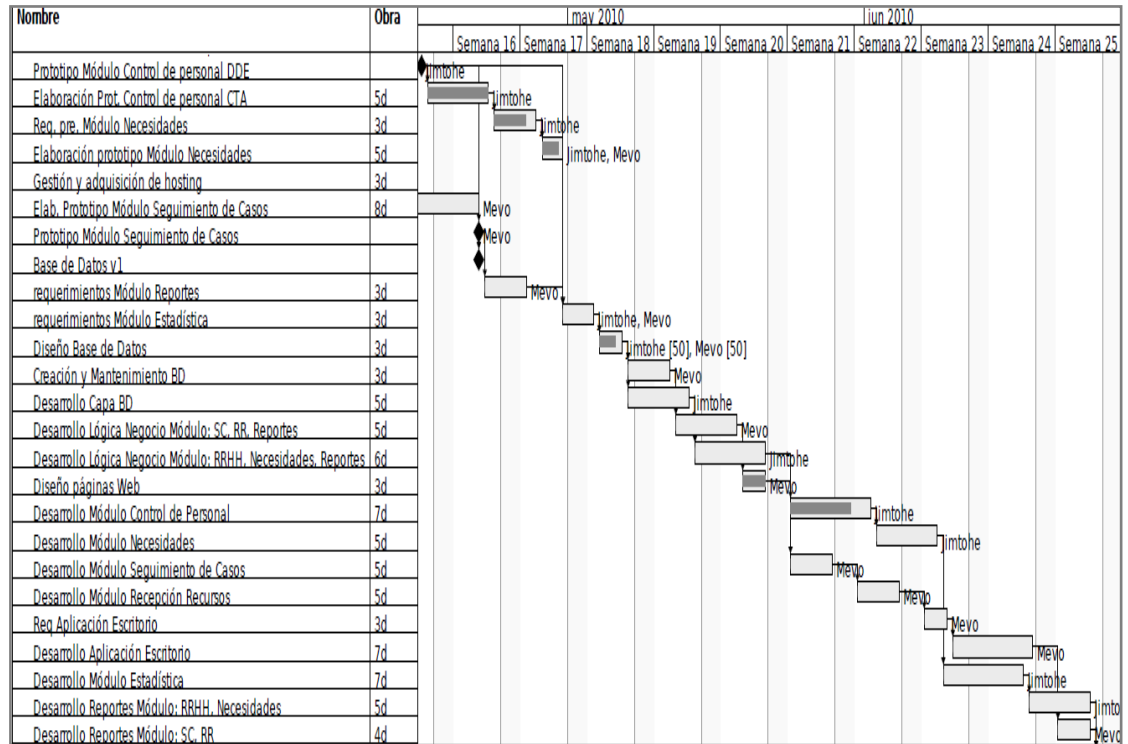 Nombre Obra may 2010 jun 2010
Semana 16 Semana 17 Semana 18 Semana 19 Semana 20 Semana 21 Semana 22 Semana 23 Semana 24 Semana 25
Prototipo Módulo Control de personal DDE Jimtohe
Elaboración Prot. Control de personal CTA 5d Jimtohe
Req. pre. Módulo Necesidades 3d Jimtohe
Elaboración prototipo Módulo Necesidades 5d Jimtohe, Mevo
Gestión y adquisición de hosting 3d
Elab. Prototipo Módulo Seguimiento de Casos 8d Mevo
Prototipo Módulo Seguimiento de Casos Mevo
Base de Datos v1
requerimientos Módulo Reportes 3d Mevo
requerimientos Módulo Estadística 3d Jimtohe, Mevo
Diseño Base de Datos 3d Jimtohe [50], Mevo [50]
Creación y Mantenimiento BD 3d Mevo
Desarrollo Capa BD 5d Jimtohe
Desarrollo Lógica Negocio Módulo: SC, RR, Reportes 5d Mevo
Desarrollo Lógica Negocio Módulo: RRHH, Necesidades, Reportes 6d Jimtohe
Diseño páginas Web 3d Mevo
Desarrollo Módulo Control de Personal 7d Jimtohe
Desarrollo Módulo Necesidades 5d Jimtohe
Desarrollo Módulo Seguimiento de Casos 5d Mevo
Desarrollo Módulo Recepción Recursos 5d Mevo
Req Aplicación Escritorio 3d Mevo
Desarrollo Aplicación Escritorio 7d Mevo
Desarrollo Módulo Estadística 7d Jimtohe
Desarrollo Reportes Módulo: RRHH, Necesidades 5d Jimto
Desarrollo Reportes Módulo: SC, RR 4d Mevo